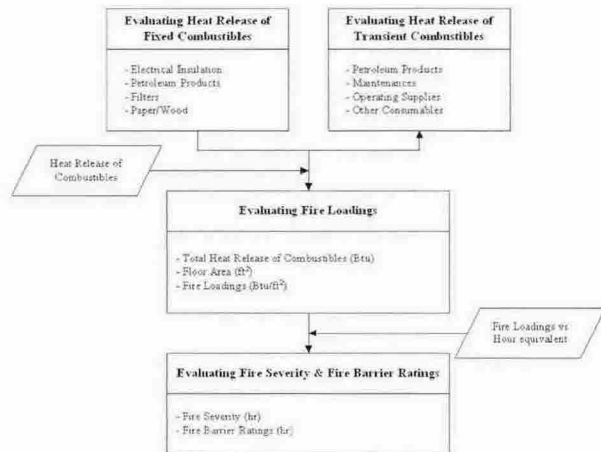 Evaluating Heat Release of
Fixed Combustibles
- Electrical Insulation
- Petroleum Products
- Filters
- Paper/Wood
Evaluating Heat Release of
Transient Combustibles
- Petroleum Products
- Maintenances
- Operating Supplies
- Other Consumables
Heat Release of
Combustibles
Evaluating Fire Loadings
- Total Heat Release of Combustibles (Btu)
- Floor Area (ft²)
- Fire Loadings (Btu/ft²)
Fire Loadings vs
Hour equivalent
Evaluating Fire Severity & Fire Barrier Ratings
- Fire Severity (hr)
- Fire Barrier Ratings (hr)